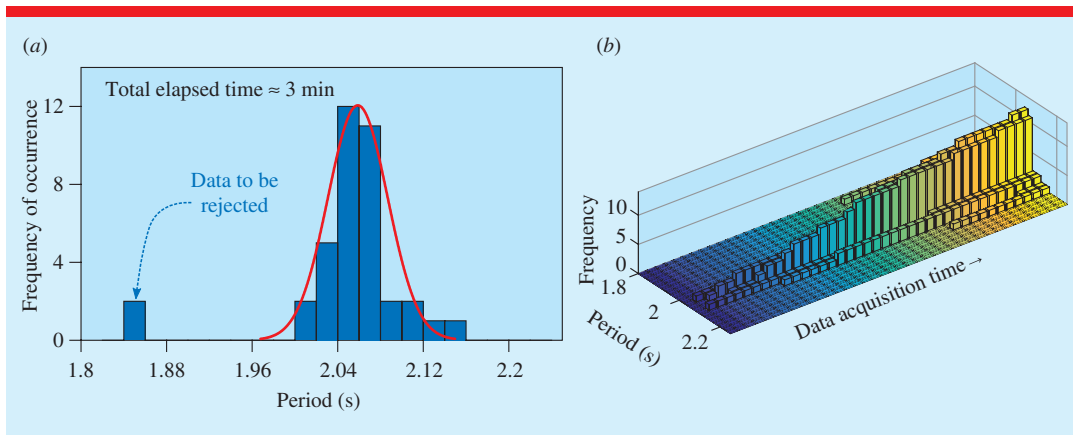 (a)
Total elapsed time ≈ 3 min
Data to be
rejected
Frequency of occurrence
12
8
4
0
1.8 1.88 1.96 2.04 2.12 2.2
Period (s)
(b)
Frequency
10
5
0
1.8
2
2.2
Period (s)
Data acquisition time→